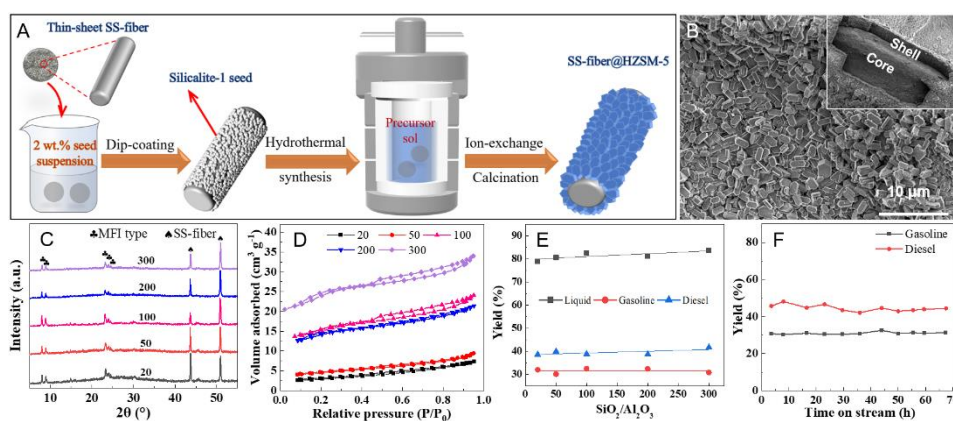 A
Thin-sheet SS-fiber
2 wt.% seed
suspension
Dip-coating
Silicalite-1 seed
Hydrothermal
synthesis
Precursor
sol
Ion-exchange
Calcination
SS-fiber@HZSM-5
B
Shell
Core
10 μm
C
♣MFI type ♠SS-fiber
300
200
100
50
20
Intensity (a.u.)
10 20 30 40 50
2θ (°)
D
20 50 100
200 300
Volume adsorbed (cm³ g⁻¹)
40
35
30
25
20
15
10
5
0
0.0 0.2 0.4 0.6 0.8 1.0
Relative pressure (P/P₀)
E
Liquid Gasoline Diesel
Yield (%)
100
90
80
70
60
50
40
30
20
0 50 100 150 200 250 300
SiO₂/Al₂O₃
F
Gasoline
Diesel
Yield (%)
80
60
40
20
0
0 10 20 30 40 50 60
Time on stream (h)